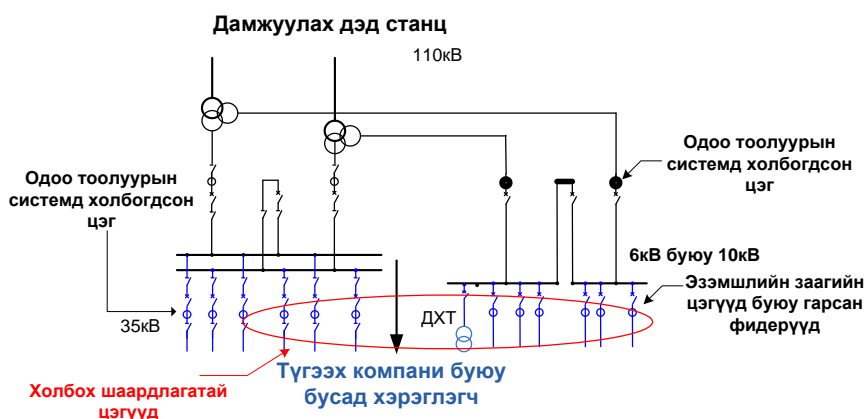 Дамжуулах дэд станц
110кВ
Одоо тоолуурын
системд холбогдсон
цэг
Одоо тоолуурын
системд холбогдсон
цэг
6кВ буюу 10кВ
Эзэмшлийн заагийн
цэгүүд буюу гарсан
фидерүүд
35кВ
ДХТ
Холбох шаардлагатай
цэгүүд
Түгээх компани буюу
бусад хэрэглэгч